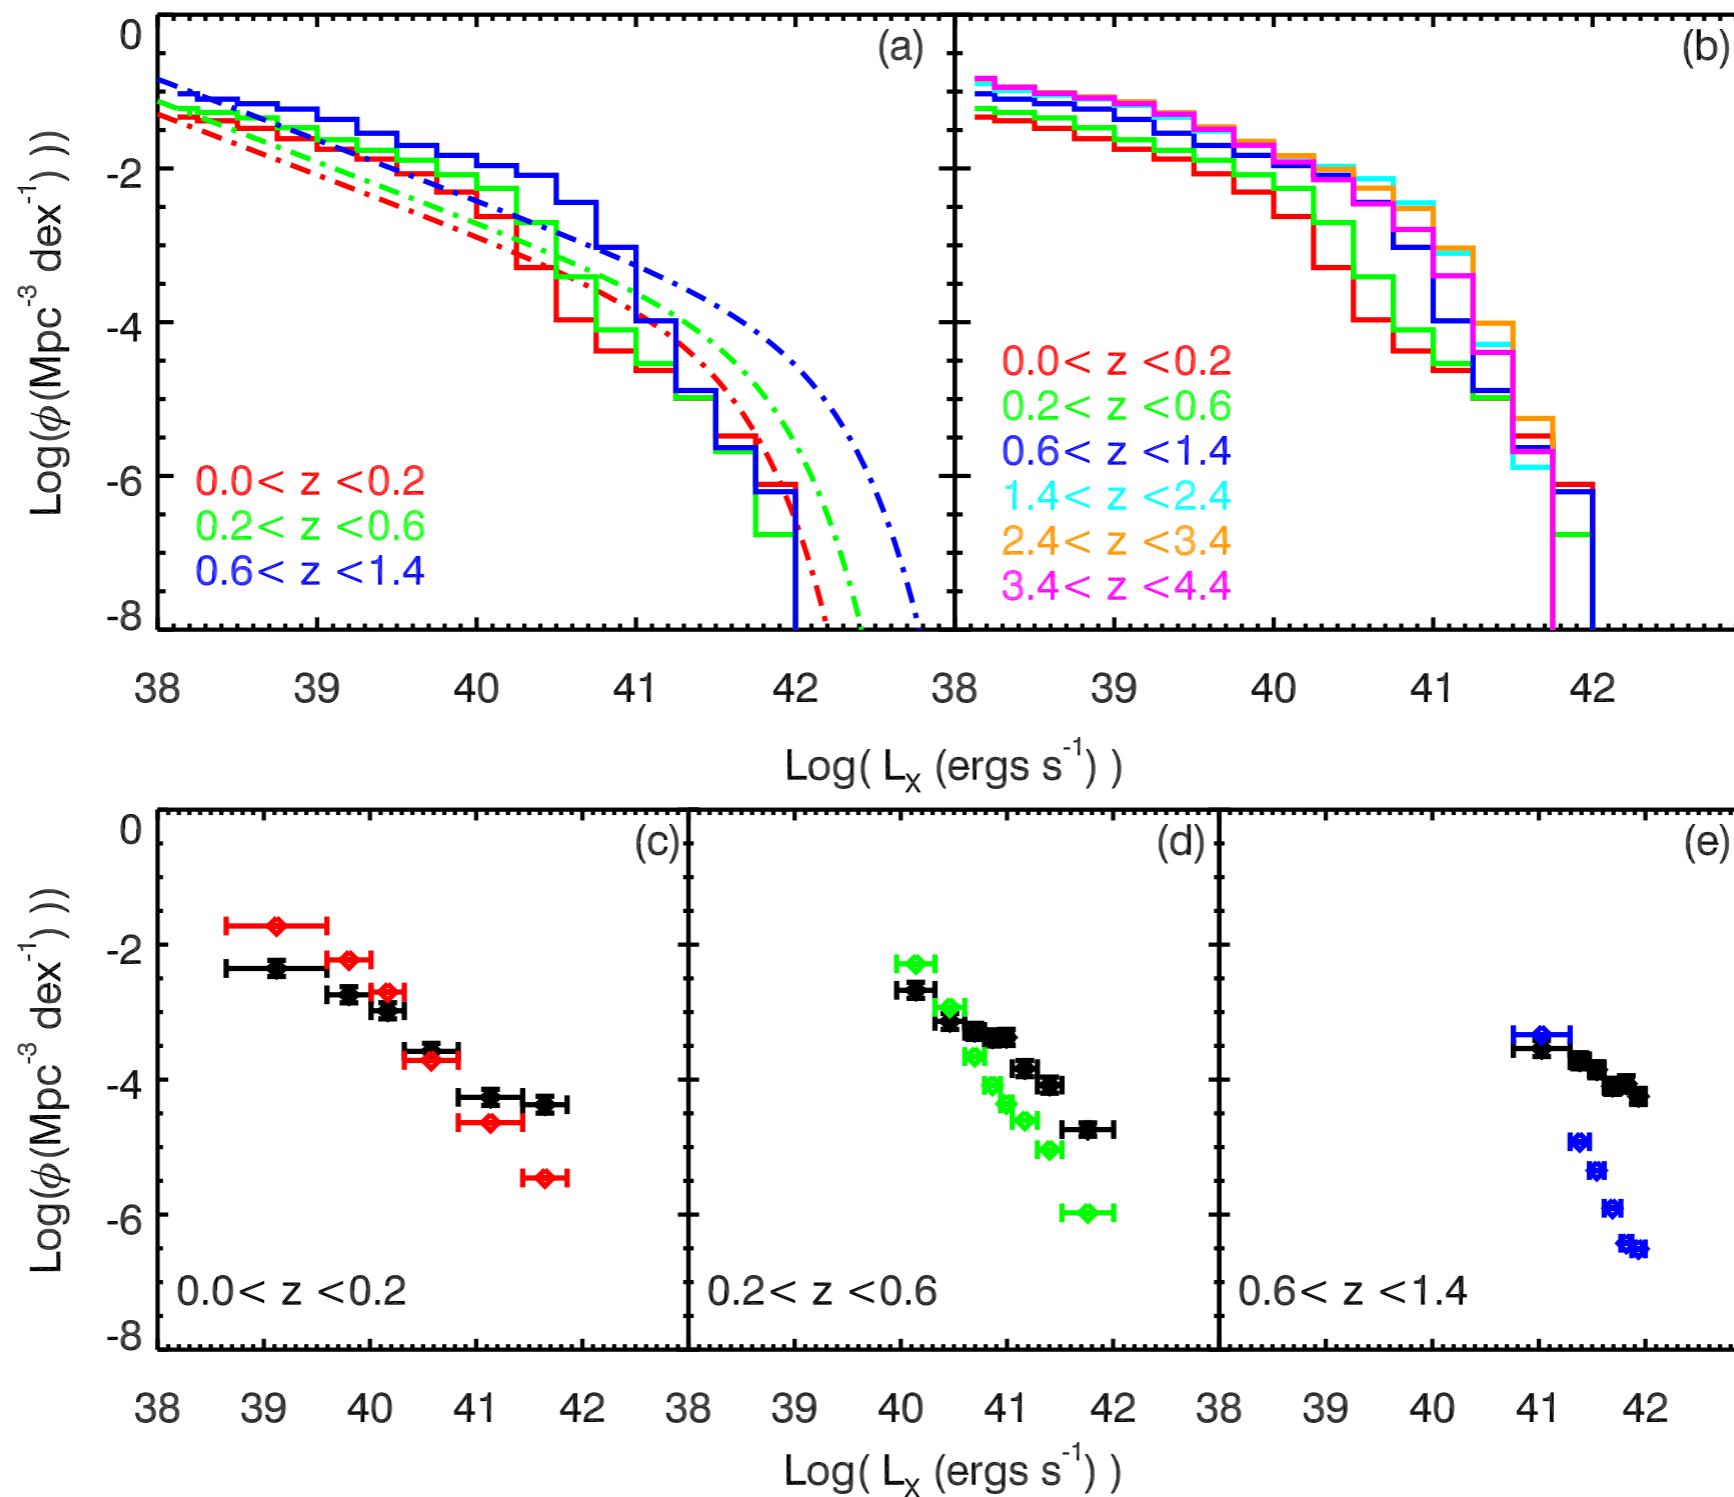 (a)
(b)
Log(ϕ(Mpc⁻³ dex⁻¹) ))
0
-2
-4
-6
-8
0.0< z <0.2
0.2< z <0.6
0.6< z <1.4
0.0< z <0.2
0.2< z <0.6
0.6< z <1.4
1.4< z <2.4
2.4< z <3.4
3.4< z <4.4
38 39 40 41 42 38 39 40 41 42
Log( L_X (ergs s⁻¹) )
(c)
(d)
(e)
Log(ϕ(Mpc⁻³ dex⁻¹) ))
0
-2
-4
-6
-8
0.0< z <0.2
0.2< z <0.6
0.6< z <1.4
38 39 40 41 42 38 39 40 41 42 38 39 40 41 42
Log( L_X (ergs s⁻¹) )